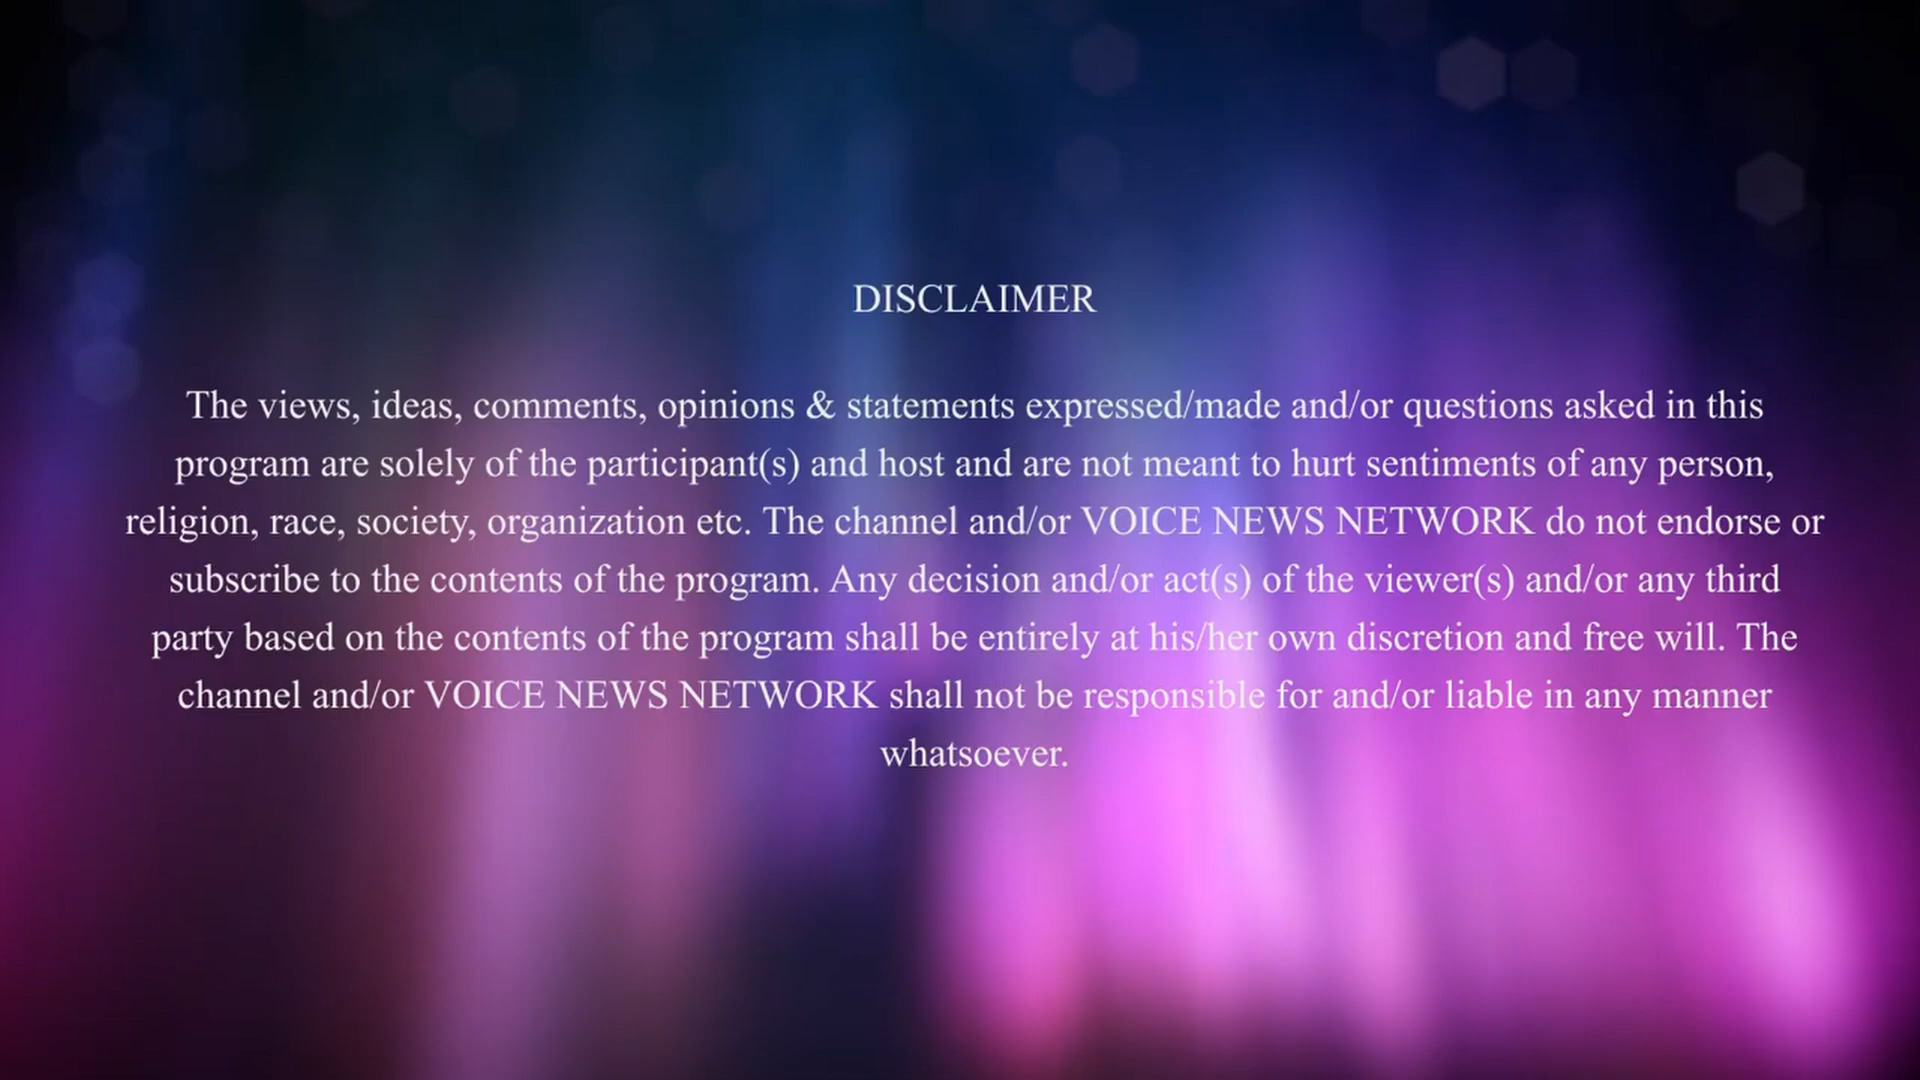 DISCLAIMER
The views, ideas, comments, opinions & statements expressed/made and/or questions asked in this
program are solely of the participant(s) and host and are not meant to hurt sentiments of any person,
religion, race, society, organization etc. The channel and/or VOICE NEWS NETWORK do not endorse or
subscribe to the contents of the program. Any decision and/or act(s) of the viewer(s) and/or any third
party based on the contents of the program shall be entirely at his/her own discretion and free will. The
channel and/or VOICE NEWS NETWORK shall not be responsible for and/or liable in any manner
whatsoever.